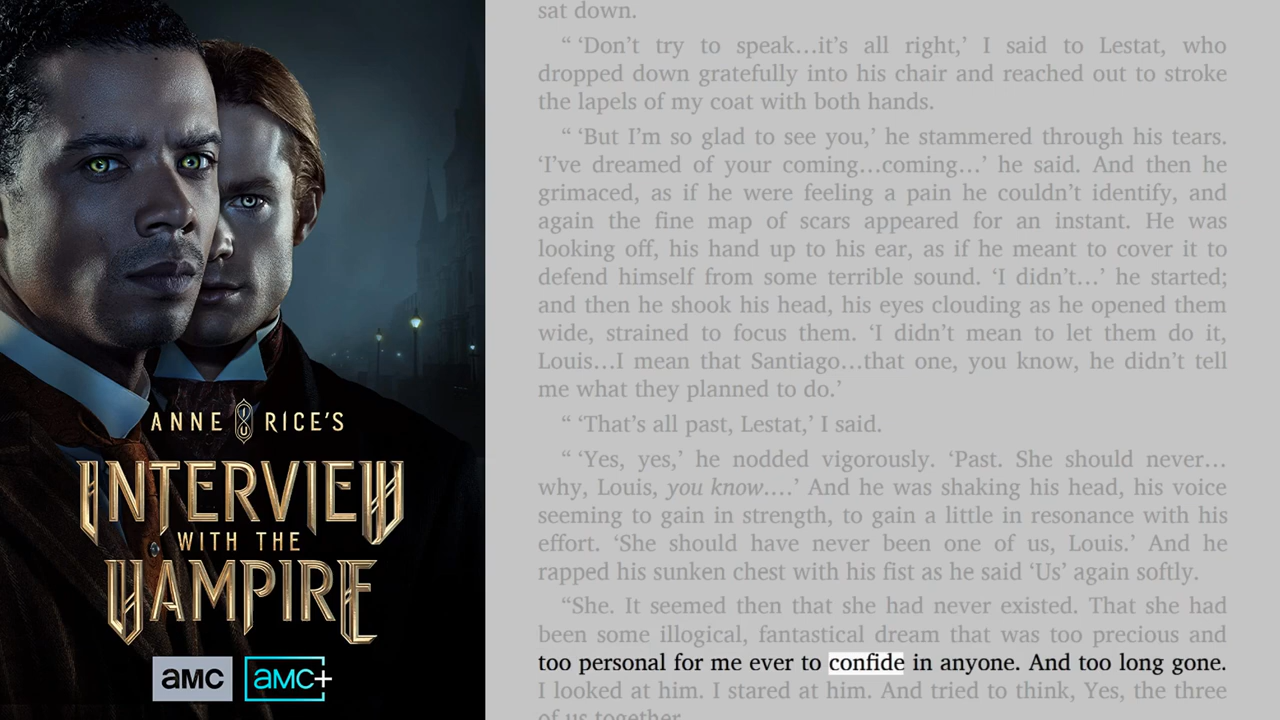 ANNE RICE'S
INTERVIEW
WITH THE
VAMPIRE
amc
amc+
sat down.
“ ‘Don’t try to speak…it’s all right,’ I said to Lestat, who
dropped down gratefully into his chair and reached out to stroke
the lapels of my coat with both hands.
“ ‘But I’m so glad to see you,’ he stammered through his tears.
‘I’ve dreamed of your coming…coming…’ he said. And then he
grimaced, as if he were feeling a pain he couldn’t identify, and
again the fine map of scars appeared for an instant. He was
looking off, his hand up to his ear, as if he meant to cover it to
defend himself from some terrible sound. ‘I didn’t…’ he started;
and then he shook his head, his eyes clouding as he opened them
wide, strained to focus them. ‘I didn’t mean to let them do it,
Louis…I mean that Santiago…that one, you know, he didn’t tell
me what they planned to do.’
“ ‘That’s all past, Lestat,’ I said.
“ ‘Yes, yes,’ he nodded vigorously. ‘Past. She should never…
why, Louis, you know….’ And he was shaking his head, his voice
seeming to gain in strength, to gain a little in resonance with his
effort. ‘She should have never been one of us, Louis.’ And he
rapped his sunken chest with his fist as he said ‘Us’ again softly.
“She. It seemed then that she had never existed. That she had
been some illogical, fantastical dream that was too precious and
too personal for me ever to confide in anyone. And too long gone.
I looked at him. I stared at him. And tried to think, Yes, the three
of us together.